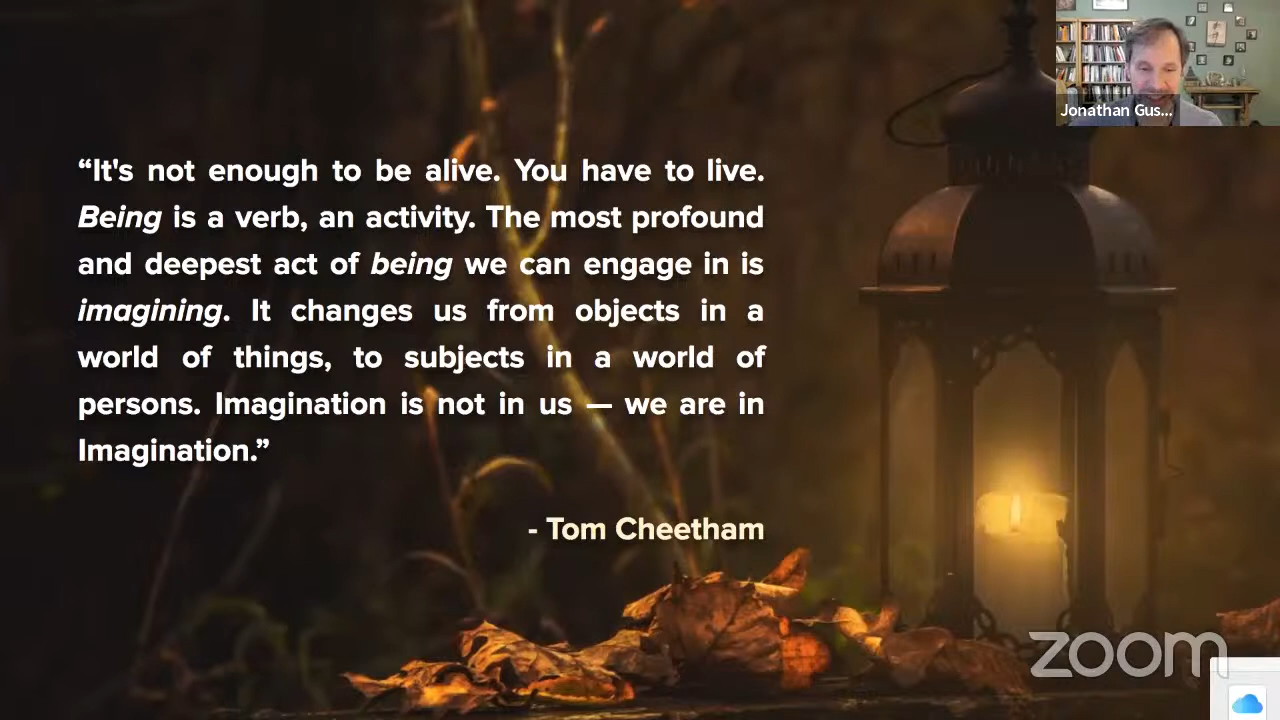 Jonathan Gus...
“It's not enough to be alive. You have to live.
Being is a verb, an activity. The most profound
and deepest act of being we can engage in is
imagining. It changes us from objects in a
world of things, to subjects in a world of
persons. Imagination is not in us — we are in
Imagination.”
- Tom Cheetham
zoom